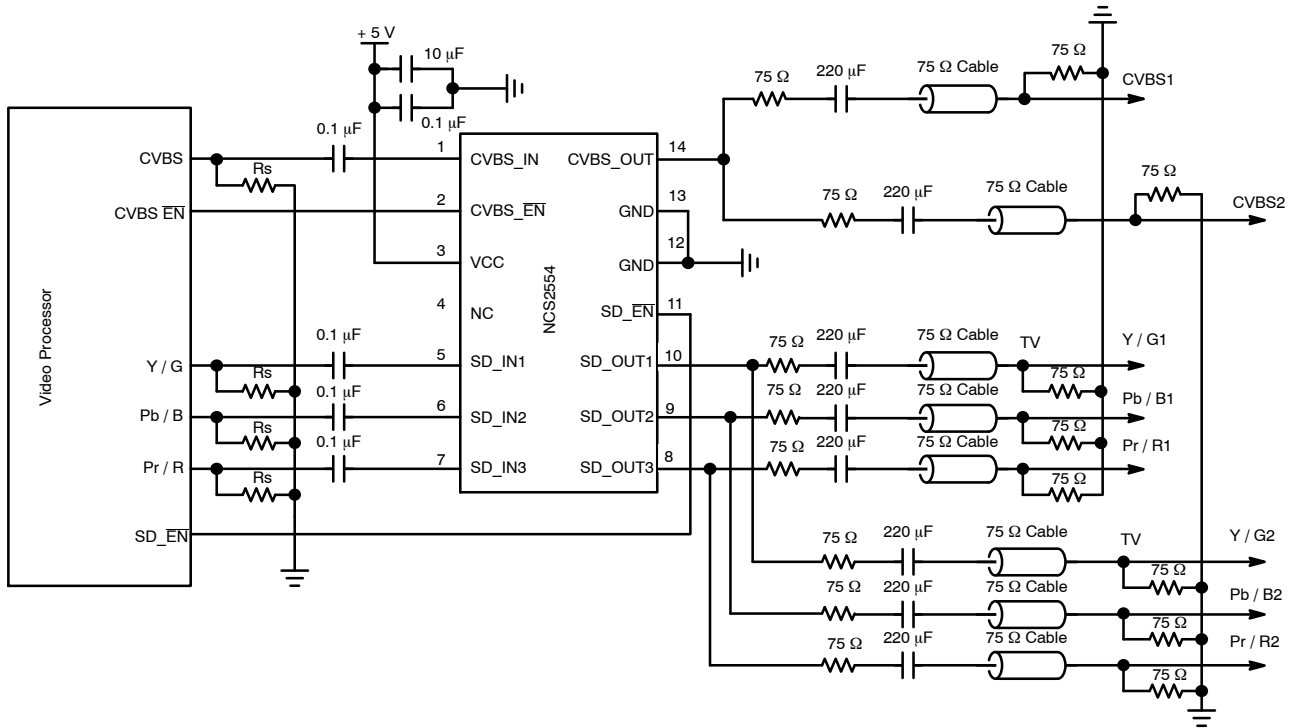 + 5 V
10 μF
0.1 μF
Video Processor
CVBS
CVBS EN
Y / G
Pb / B
Pr / R
SD_EN
Rs
Rs
Rs
Rs
0.1 μF
0.1 μF
0.1 μF
0.1 μF
1
2
3
4
5
6
7
CVBS_IN
CVBS_EN
VCC
NC
SD_IN1
SD_IN2
SD_IN3
NCS2554
CVBS_OUT
GND
GND
SD_EN
SD_OUT1
SD_OUT2
SD_OUT3
14
13
12
11
10
9
8
75 Ω
220 μF
75 Ω Cable
75 Ω
CVBS1
75 Ω
220 μF
75 Ω Cable
75 Ω
CVBS2
75 Ω
220 μF
75 Ω Cable
TV
75 Ω
Y / G1
75 Ω
220 μF
75 Ω Cable
75 Ω
Pb / B1
75 Ω
220 μF
75 Ω Cable
75 Ω
Pr / R1
75 Ω
220 μF
75 Ω Cable
TV
75 Ω
Y / G2
75 Ω
220 μF
75 Ω Cable
75 Ω
Pb / B2
75 Ω
220 μF
75 Ω Cable
75 Ω
Pr / R2